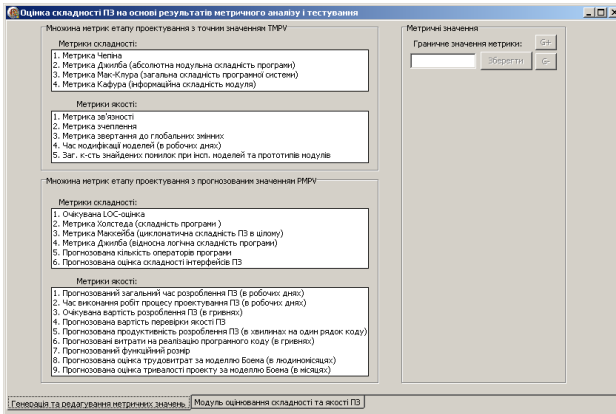 Оцінка складності ПЗ на основі результатів метричного аналізу і тестування
Множина метрик етапу проектування з точним значенням TMPV
Метрики складності:
1. Метрика Чепіна
2. Метрика Джилба (абсолютна модульна складність програми)
3. Метрика Мак-Клура (загальна складність програмної системи)
4. Метрика Кафура (інформаційна складність модуля)
Метрики якості:
1. Метрика зв'язності
2. Метрика зчеплення
3. Метрика звертання до глобальних змінних
4. Час модифікації моделей (в робочих днях)
5. Заг. к-сть знайдених помилок при інсп. моделей та прототипів модулів
Множина метрик етапу проектування з прогнозованим значенням PMPV
Метрики складності:
1. Очікувана LOC-оцінка
2. Метрика Холстеда (складність програми )
3. Метрика Маккейба (цикломатична складність ПЗ в цілому)
4. Метрика Джилба (відносна логічна складність програми)
5. Прогнозована кількість операторів програми
6. Прогнозована оцінка складності інтерфейсів ПЗ
Метрики якості:
1. Прогнозований загальний час розроблення ПЗ (в робочих днях)
2. Час виконання робіт процесу проектування ПЗ (в робочих днях)
3. Очікувана вартість розроблення ПЗ (в гривнях)
4. Прогнозована вартість перевірки якості ПЗ
5. Прогнозована продуктивність розроблення ПЗ (в хвилинах на один рядок коду)
6. Прогнозовані витрати на реалізацію програмного коду (в гривнях)
7. Прогнозований функційний розмір
8. Прогнозована оцінка трудовитрат за моделлю Боема (в людиномісяцях)
9. Прогнозована оцінка тривалості проекту за моделлю Боема (в місяцях)
Метричні значення
Граничне значення метрики:
G+
Зберегти
G-
Генерація та редагування метричних значень
Модуль оцінювання складності та якості ПЗ